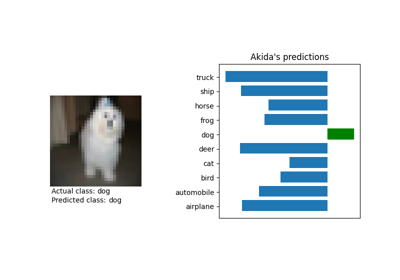 Akida's predictions
truck
ship
horse
frog
dog
deer
cat
bird
automobile
airplane
Actual class: dog
Predicted class: dog